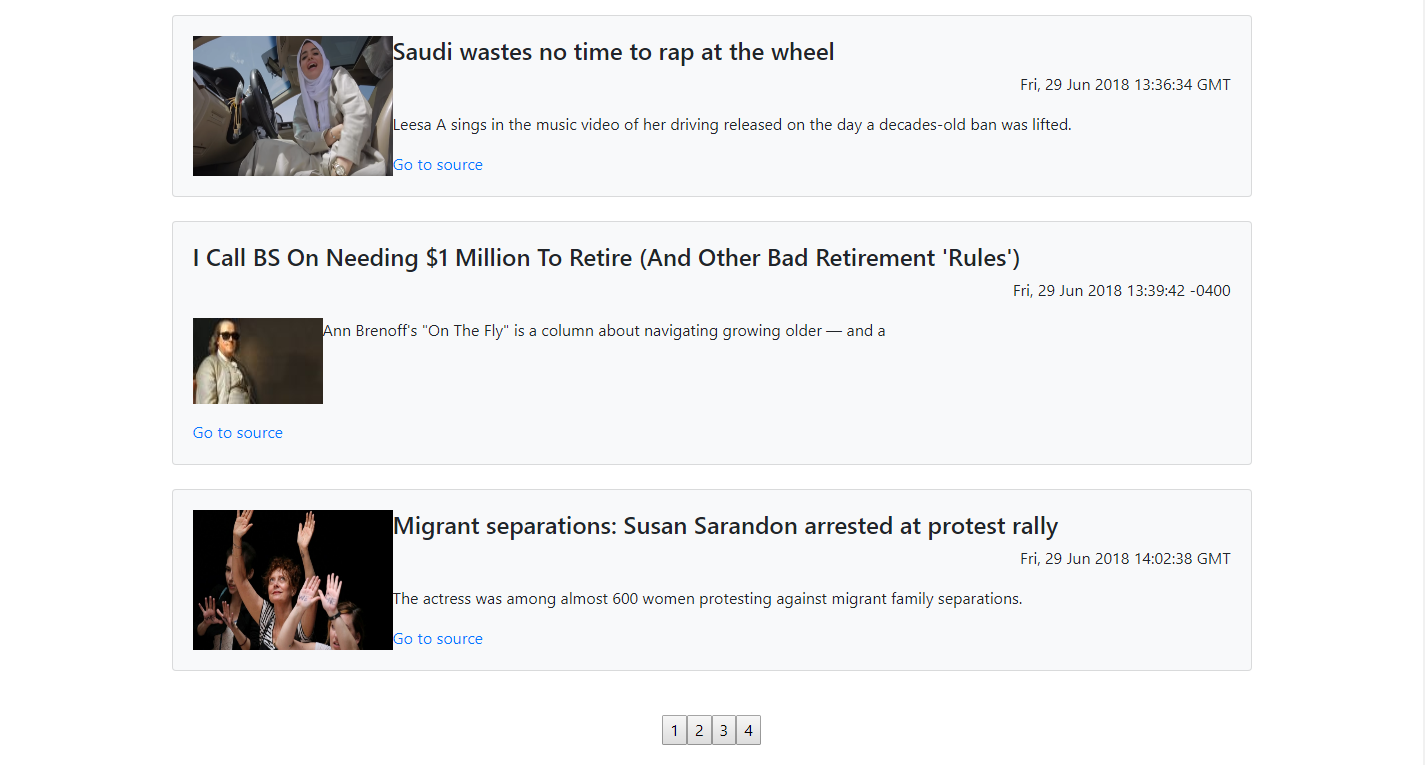 Saudi wastes no time to rap at the wheel
Fri, 29 Jun 2018 13:36:34 GMT
Leesa A sings in the music video of her driving released on the day a decades-old ban was lifted.
Go to source
I Call BS On Needing $1 Million To Retire (And Other Bad Retirement 'Rules')
Fri, 29 Jun 2018 13:39:42 -0400
Ann Brenoff's "On The Fly" is a column about navigating growing older — and a
Go to source
Migrant separations: Susan Sarandon arrested at protest rally
Fri, 29 Jun 2018 14:02:38 GMT
The actress was among almost 600 women protesting against migrant family separations.
Go to source
1 2 3 4